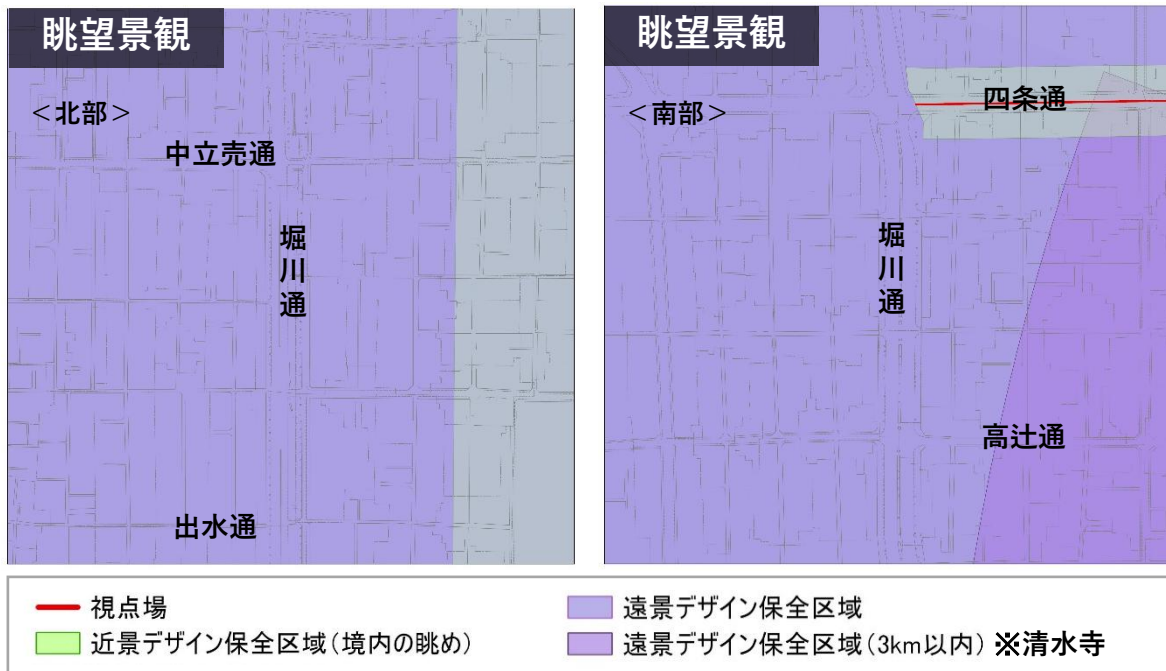 眺望景観
<北部>
中立売通
堀川通
出水通
眺望景観
<南部>
四条通
堀川通
高辻通
視点場
近景デザイン保全区域(境内の眺め)
遠景デザイン保全区域
遠景デザイン保全区域(3km以内) ※清水寺